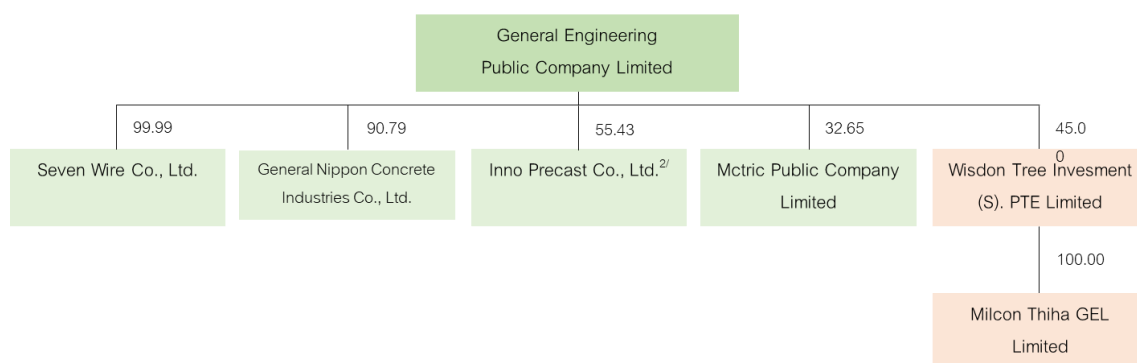 General Engineering
Public Company Limited
99.99
90.79
55.43
32.65
45.0
0
Seven Wire Co., Ltd.
General Nippon Concrete
Industries Co., Ltd.
Inno Precast Co., Ltd.2/
Mctric Public Company
Limited
Wisdon Tree Invesment
(S). PTE Limited
100.00
Milcon Thiha GEL
Limited